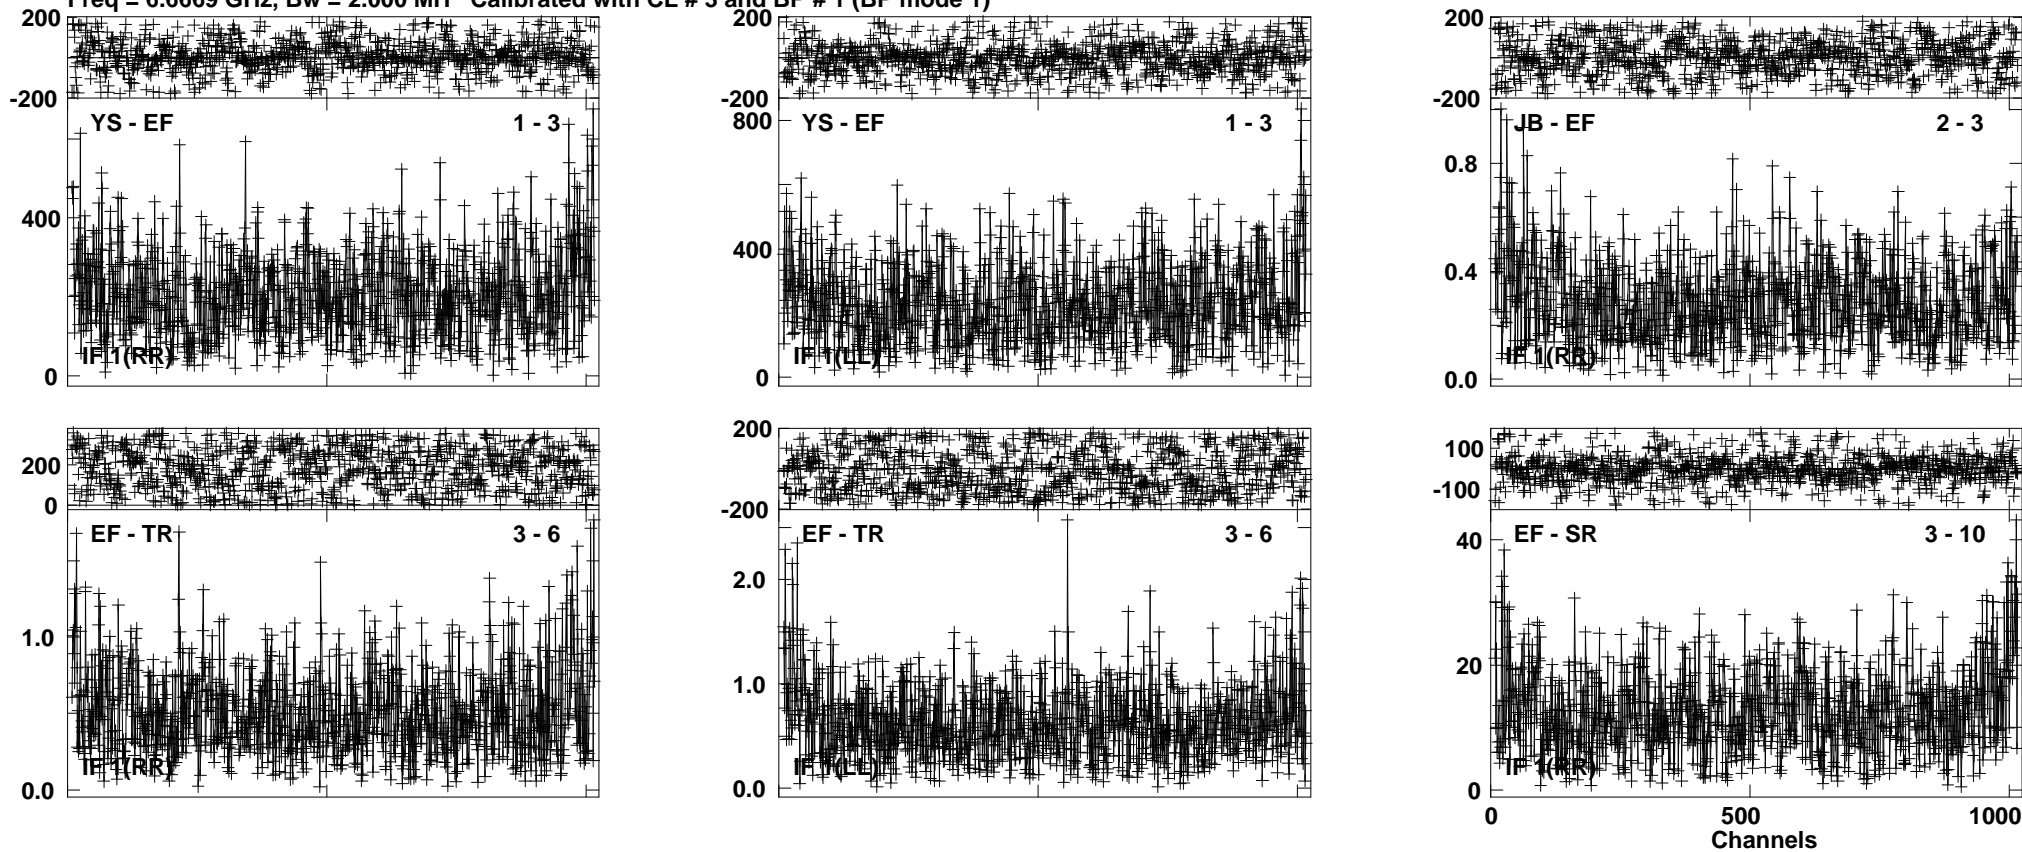 Freq = 6.6669 GHz, Bw = 2.000 MH Calibrated with CL # 3 and BP # 1 (BP mode 1)
200
-200
YS - EF 1 - 3
400
IF 1(RR)
0
200
-200
800
YS - EF 1 - 3
400
IF 1(LL)
0
200
-200
JB - EF 2 - 3
0.8
0.4
IF 1(RR)
0.0
200
0
EF - TR 3 - 6
1.0
IF 1(RR)
0.0
200
-200
EF - TR 3 - 6
2.0
1.0
IF 1(LL)
0.0
100
-100
40
EF - SR 3 - 10
20
IF 1(RR)
0
0 500 1000
Channels